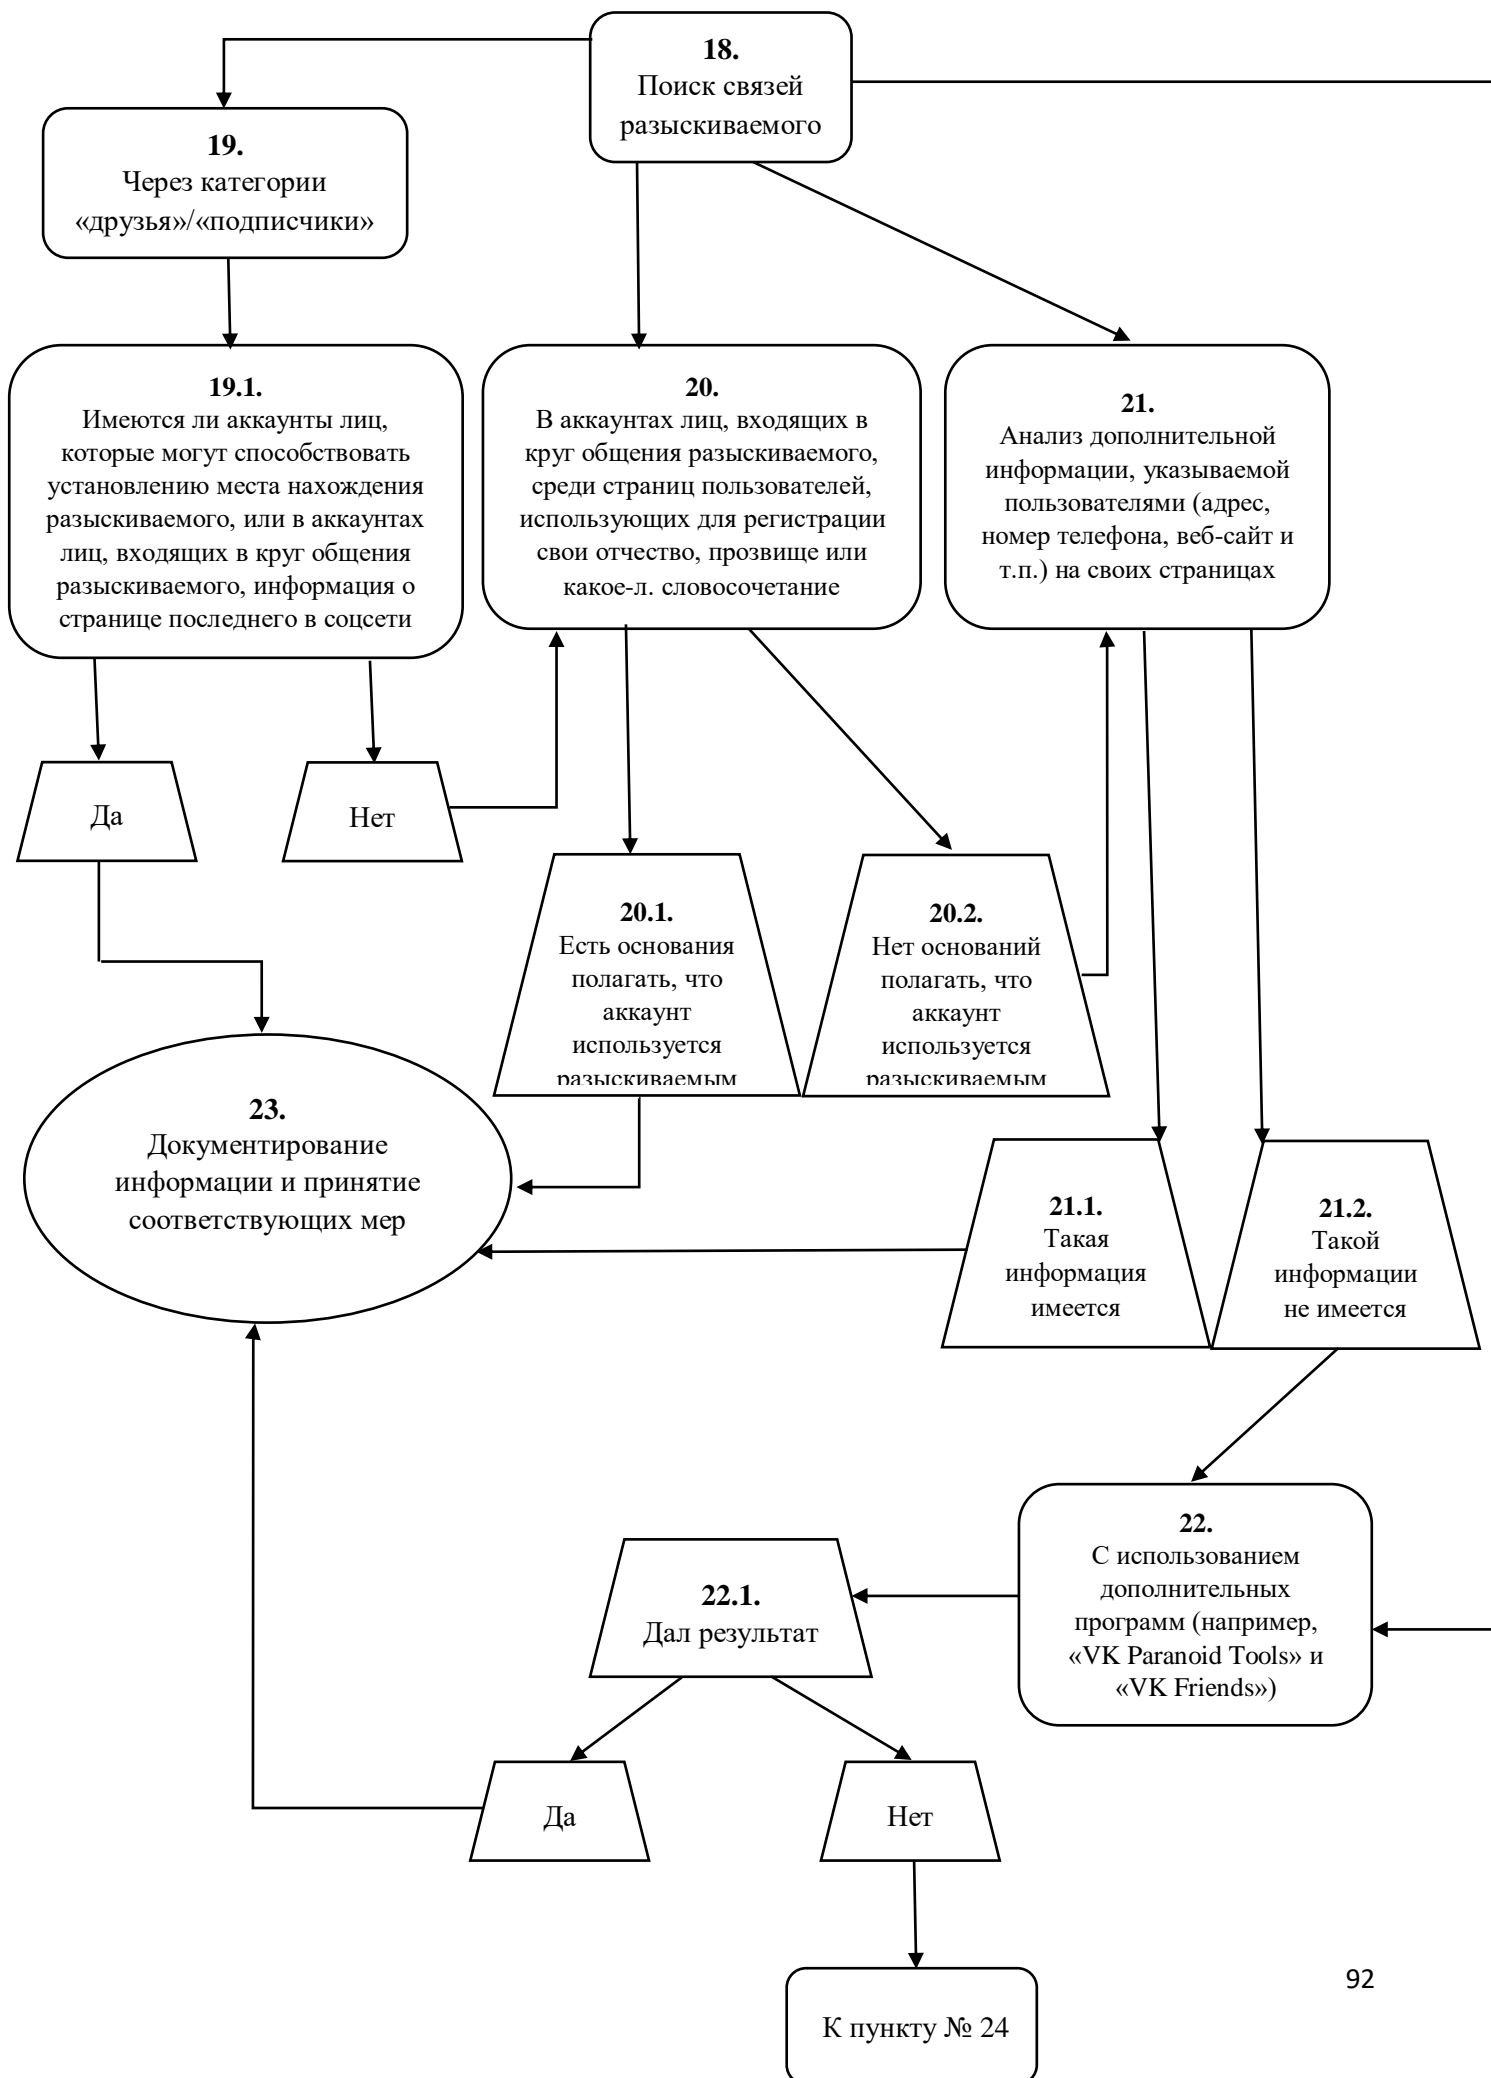 18.
Поиск связей
разыскиваемого
19.
Через категории
«друзья»/«подписчики»
19.1.
Имеются ли аккаунты лиц,
которые могут способствовать
установлению места нахождения
разыскиваемого, или в аккаунтах
лиц, входящих в круг общения
разыскиваемого, информация о
странице последнего в соцсети
20.
В аккаунтах лиц, входящих в
круг общения разыскиваемого,
среди страниц пользователей,
использующих для регистрации
свои отчество, прозвище или
какое-л. словосочетание
21.
Анализ дополнительной
информации, указываемой
пользователями (адрес,
номер телефона, веб-сайт и
т.п.) на своих страницах
Да
Нет
20.1.
Есть основания
полагать, что
аккаунт
используется
разыскиваемым
20.2.
Нет оснований
полагать, что
аккаунт
используется
разыскиваемым
23.
Документирование
информации и принятие
соответствующих мер
21.1.
Такая
информация
имеется
21.2.
Такой
информации
не имеется
22.
С использованием
дополнительных
программ (например,
«VK Paranoid Tools» и
«VK Friends»)
22.1.
Дал результат
Да
Нет
К пункту № 24
92